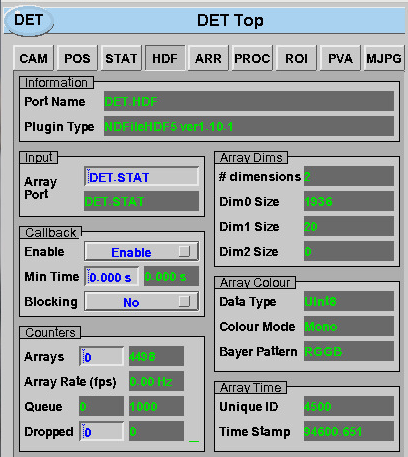 DET DET Top
CAM POS STAT HDF ARR PROC ROI PVA MJPG
Information
Port Name DET.HDF
Plugin Type NDFileHDF5 ver1.10.1
Input
Array Port DET.STAT
DET.STAT
Callback
Enable Enable
Min Time 0.000 s 0.000 s
Blocking No
Counters
Arrays 0 4498
Array Rate (fps) 0.00 Hz
Queue 0 1000
Dropped 0 0
Array Dims
# dimensions 2
Dim0 Size 1936
Dim1 Size 20
Dim2 Size 0
Array Colour
Data Type UInt8
Colour Mode Mono
Bayer Pattern RGGB
Array Time
Unique ID 4500
Time Stamp 94600.651